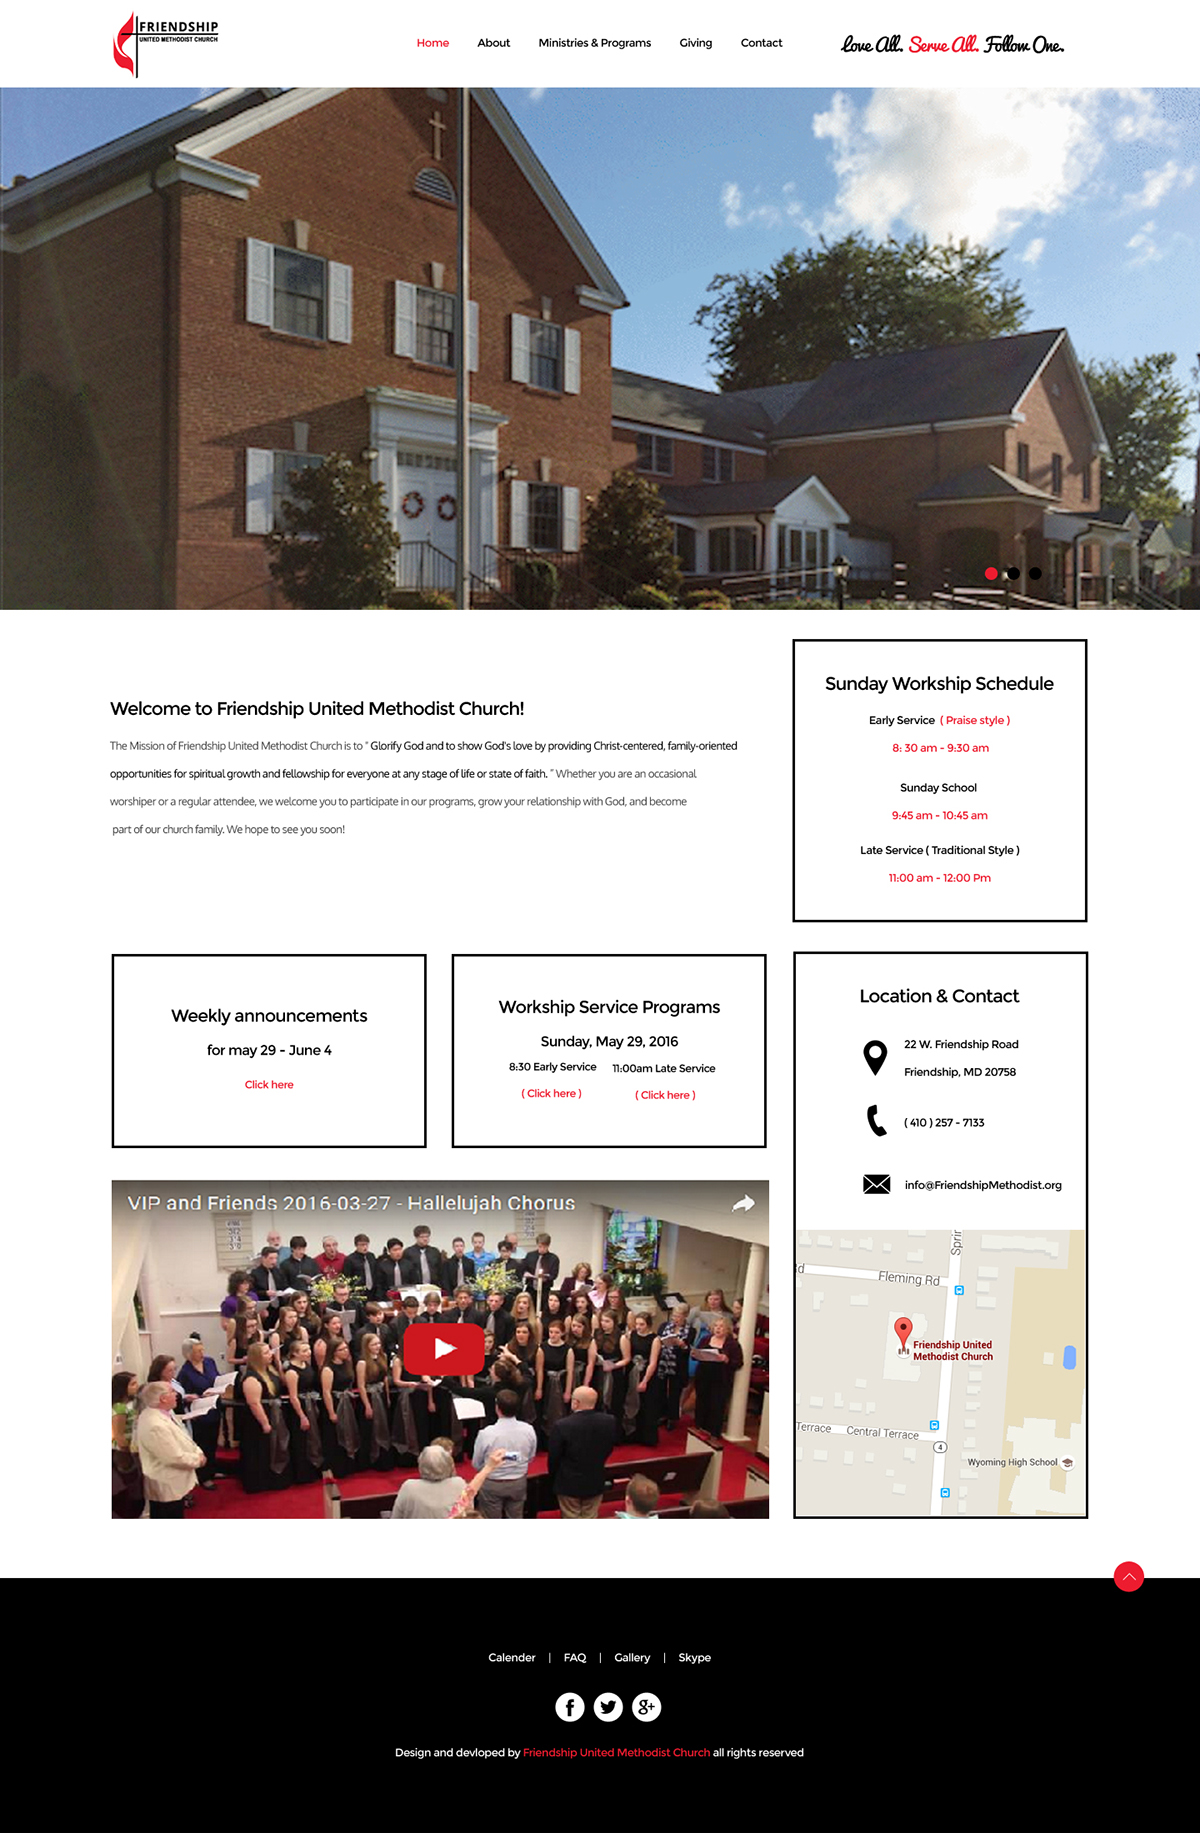 FRIENDSHIP
UNITED METHODIST CHURCH
Home About Ministries & Programs Giving Contact
Love All. Serve All. Follow One.
Welcome to Friendship United Methodist Church!
The Mission of Friendship United Methodist Church is to " Glorify God and to show God's love by providing Christ-centered, family-oriented
opportunities for spiritual growth and fellowship for everyone at any stage of life or state of faith. " Whether you are an occasional
worshiper or a regular attendee, we welcome you to participate in our programs, grow your relationship with God, and become
part of our church family. We hope to see you soon!
Sunday Workship Schedule
Early Service ( Praise style )
8: 30 am - 9:30 am
Sunday School
9:45 am - 10:45 am
Late Service ( Traditional Style )
11:00 am - 12:00 Pm
Weekly announcements
for may 29 - June 4
Click here
Workship Service Programs
Sunday, May 29, 2016
8:30 Early Service 11:00am Late Service
( Click here ) ( Click here )
Location & Contact
22 W. Friendship Road
Friendship, MD 20758
( 410 ) 257 - 7133
info@FriendshipMethodist.org
VIP and Friends 2016-03-27 - Hallelujah Chorus
Sprin
Rd
Fleming Rd
Friendship United
Methodist Church
Terrace Central Terrace
4
Wyoming High School
Calender | FAQ | Gallery | Skype
f g+
Design and devloped by Friendship United Methodist Church all rights reserved